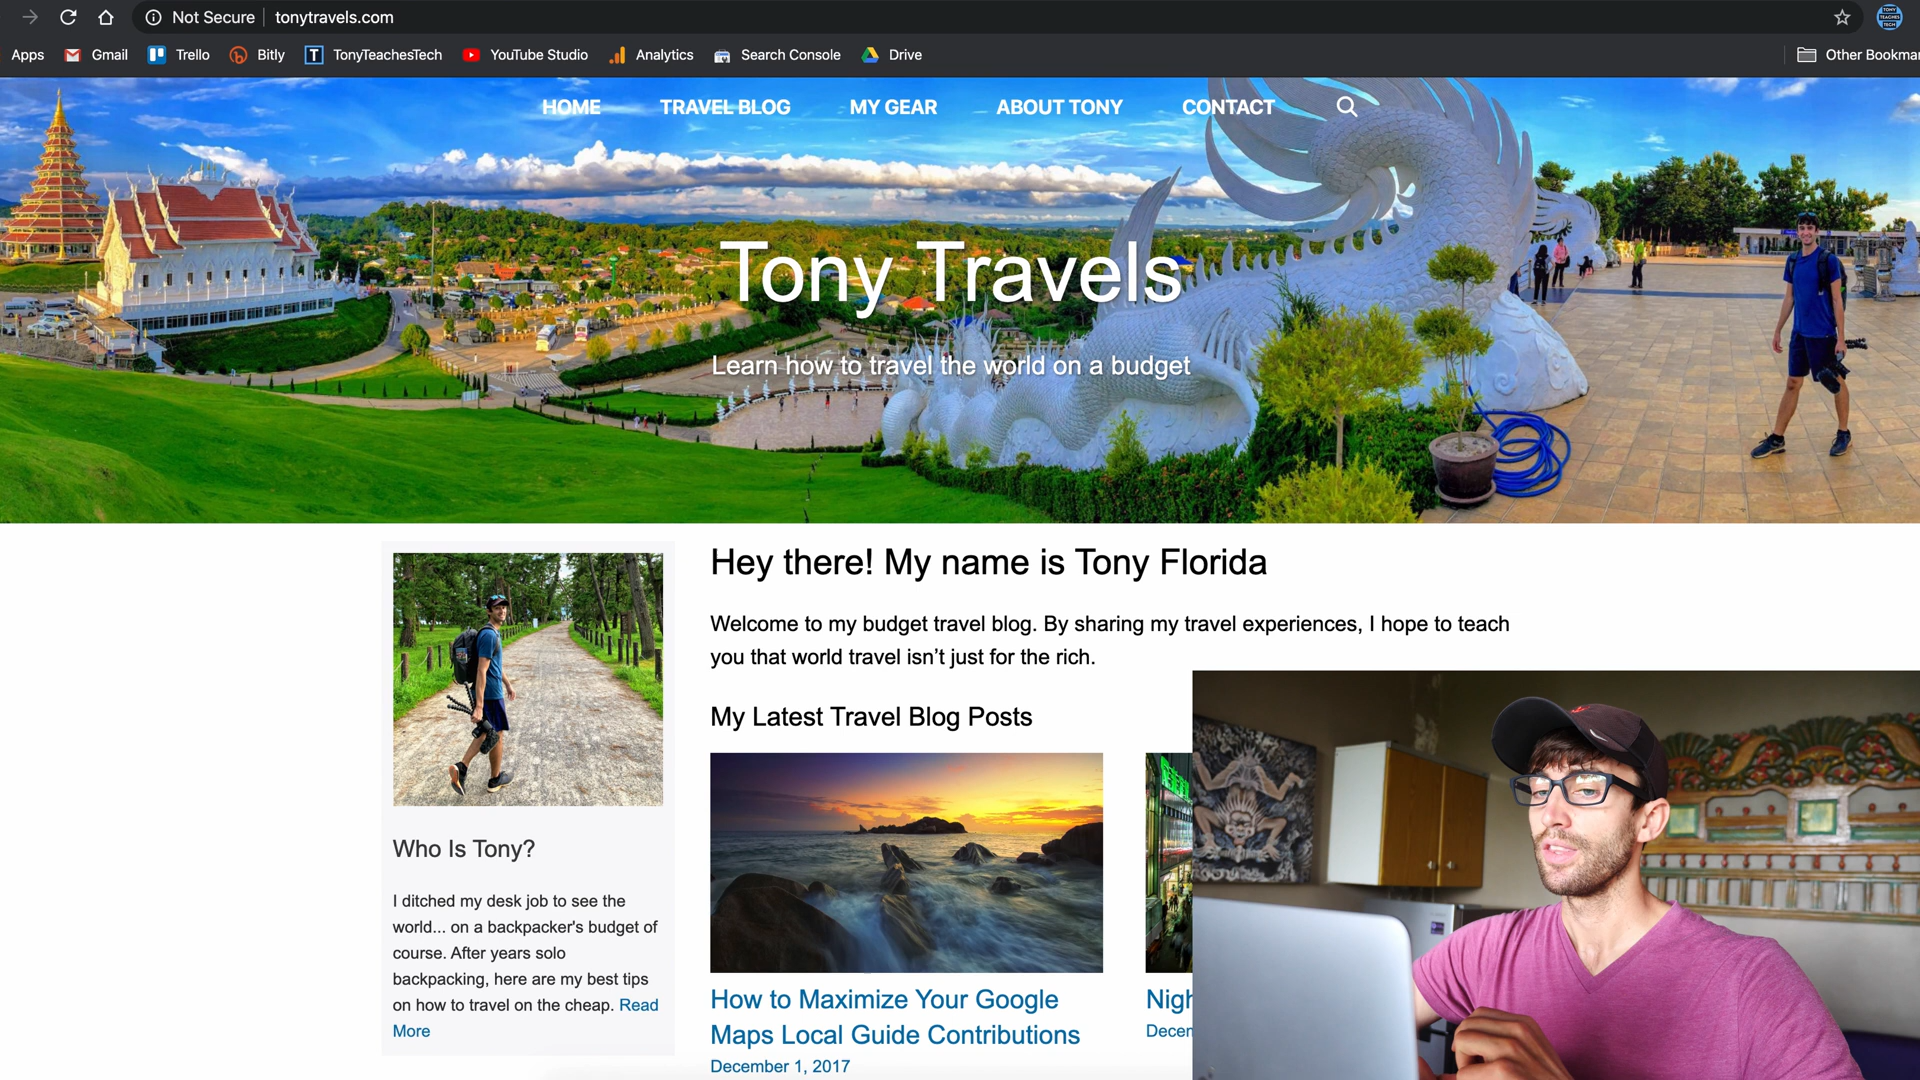 Not Secure tonytravels.com
Apps Gmail Trello Bitly T TonyTeachesTech YouTube Studio Analytics Search Console Drive Other Bookmar
TONY
TEACHES
TECH
HOME TRAVEL BLOG MY GEAR ABOUT TONY CONTACT
Tony Travels
Learn how to travel the world on a budget
Hey there! My name is Tony Florida
Welcome to my budget travel blog. By sharing my travel experiences, I hope to teach
you that world travel isn’t just for the rich.
My Latest Travel Blog Posts
Who Is Tony?
I ditched my desk job to see the
world... on a backpacker's budget of
course. After years solo
backpacking, here are my best tips
on how to travel on the cheap. Read
More
How to Maximize Your Google
Maps Local Guide Contributions
December 1, 2017
Nigh
Decem